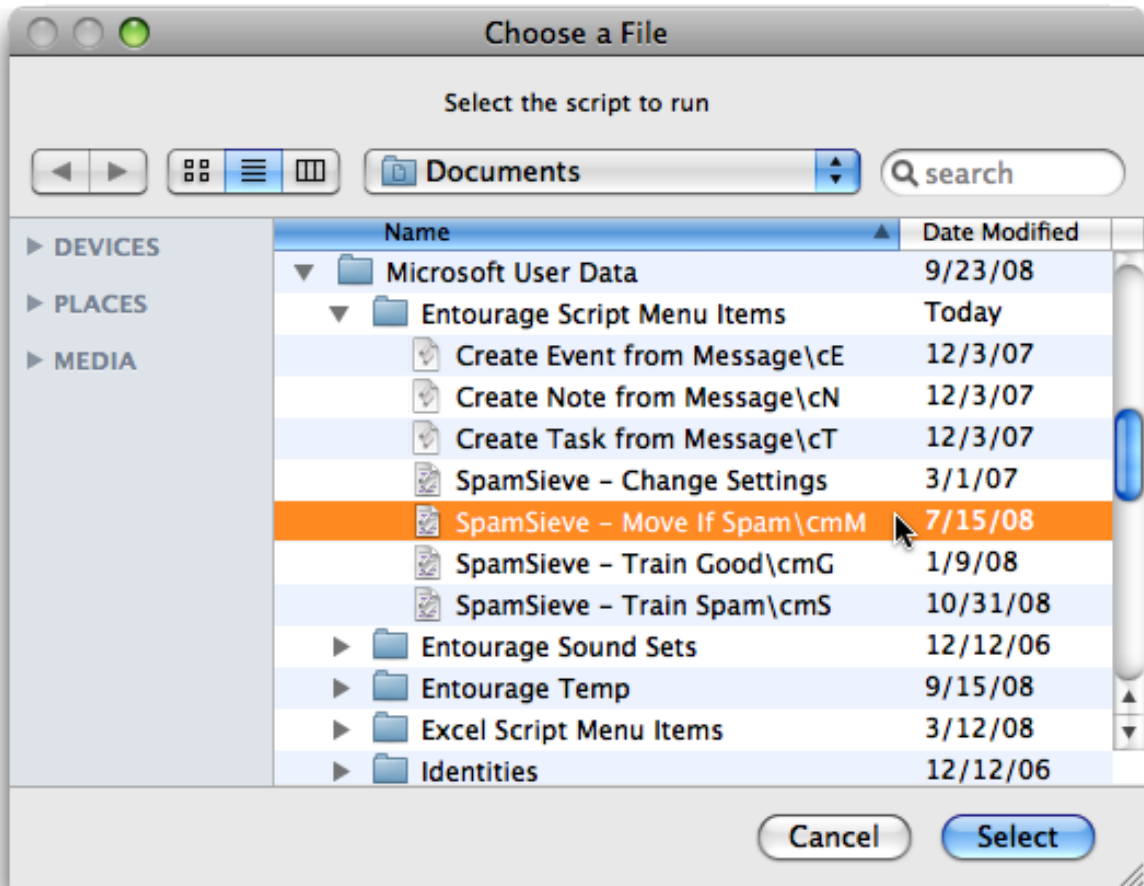 Choose a File
Select the script to run
Documents
search
DEVICES
PLACES
MEDIA
Name Date Modified
Microsoft User Data 9/23/08
Entourage Script Menu Items Today
Create Event from Message\cE 12/3/07
Create Note from Message\cN 12/3/07
Create Task from Message\cT 12/3/07
SpamSieve – Change Settings 3/1/07
SpamSieve – Move If Spam\cmM 7/15/08
SpamSieve – Train Good\cmG 1/9/08
SpamSieve – Train Spam\cmS 10/31/08
Entourage Sound Sets 12/12/06
Entourage Temp 9/15/08
Excel Script Menu Items 3/12/08
Identities 12/12/06
Cancel Select